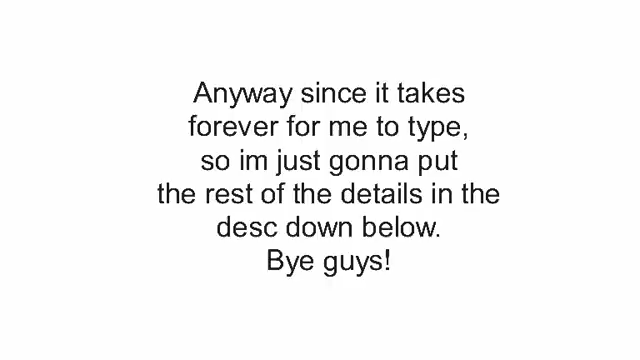 Anyway since it takes
forever for me to type,
so im just gonna put
the rest of the details in the
desc down below.
Bye guys!